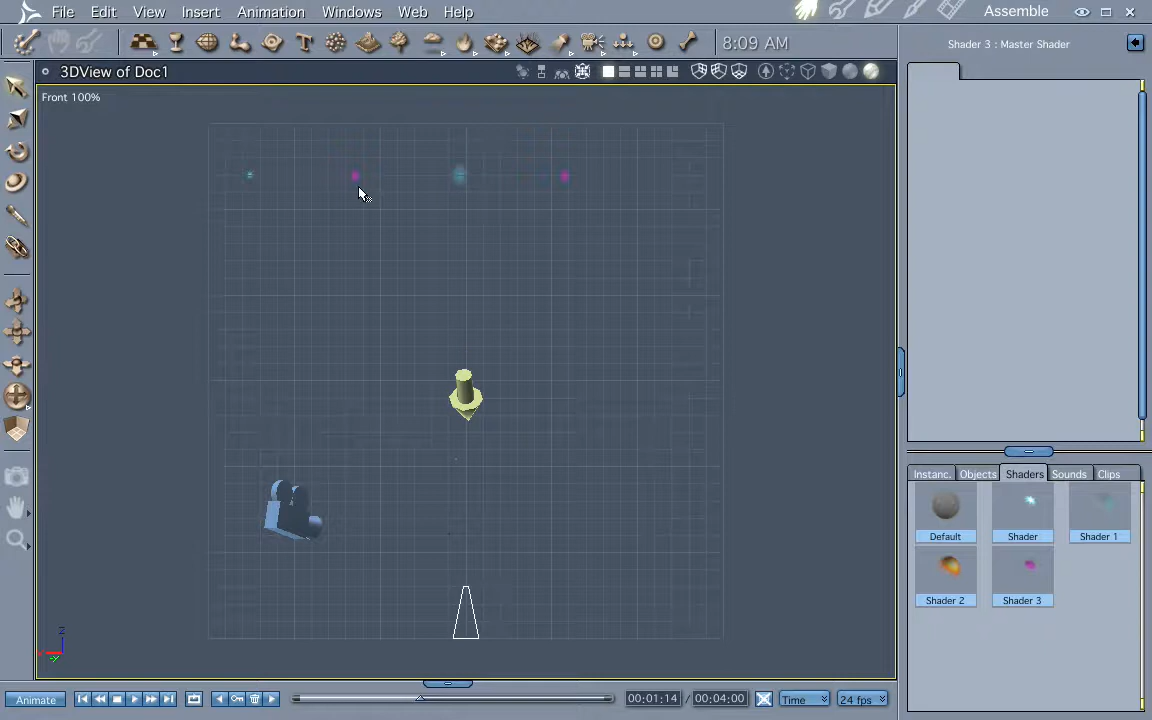 File Edit View Insert Animation Windows Web Help Assemble
8:09 AM
Shader 3 : Master Shader
3DView of Doc1
Front 100%
Instanc. Objects Shaders Sounds Clips
Default Shader Shader 1
Shader 2 Shader 3
Z
Animate 00:01:14 / 00:04:00 Time 24 fps